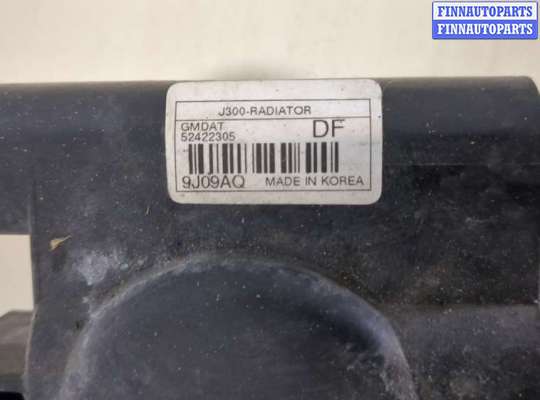 FINNAUTOPARTS
FINNAUTOPARTS
J300-RADIATOR
GMDAT
52422305
DF
9J09AQ MADE IN KOREA